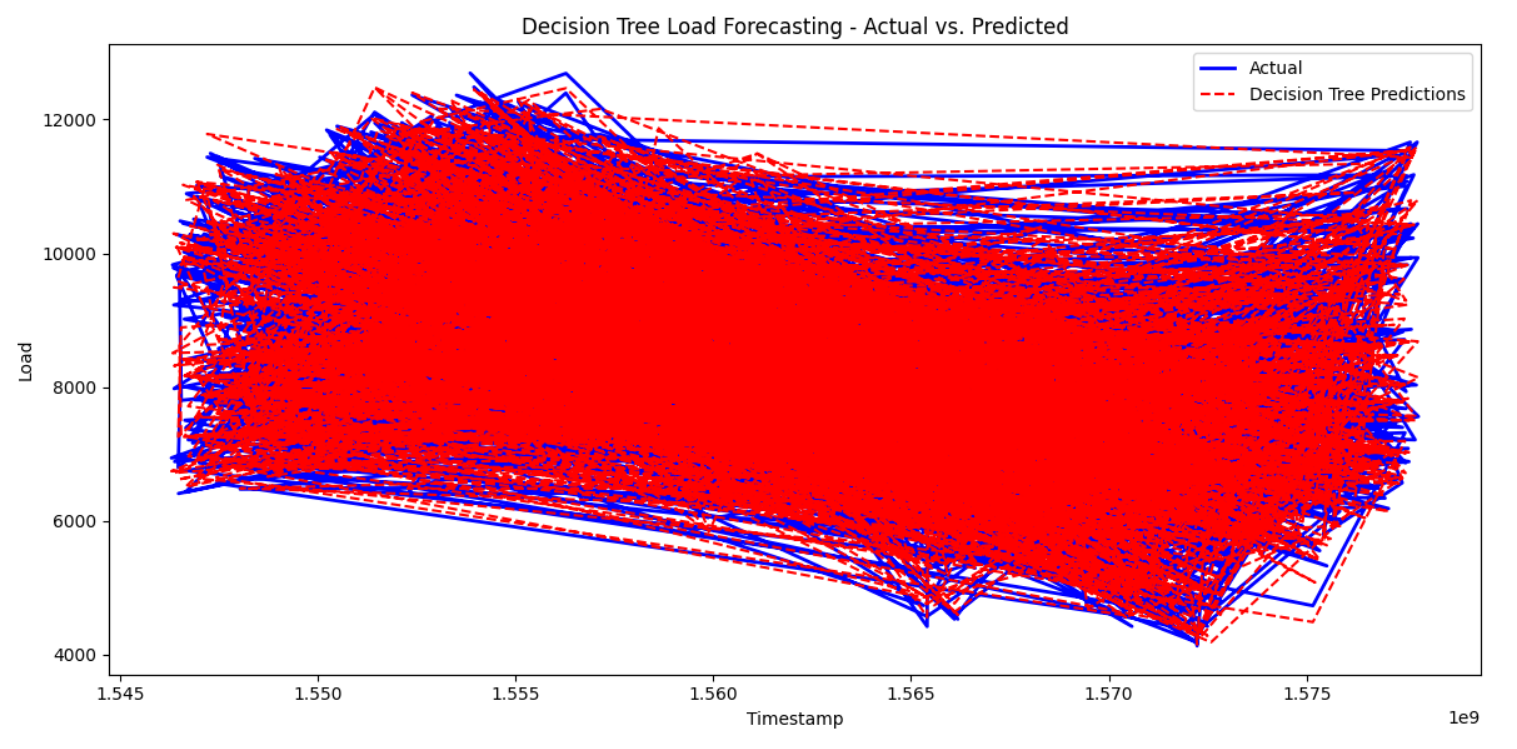 Decision Tree Load Forecasting - Actual vs. Predicted
Actual
Decision Tree Predictions
12000
10000
8000
6000
4000
Load
1.545 1.550 1.555 1.560 1.565 1.570 1.575
1e9
Timestamp